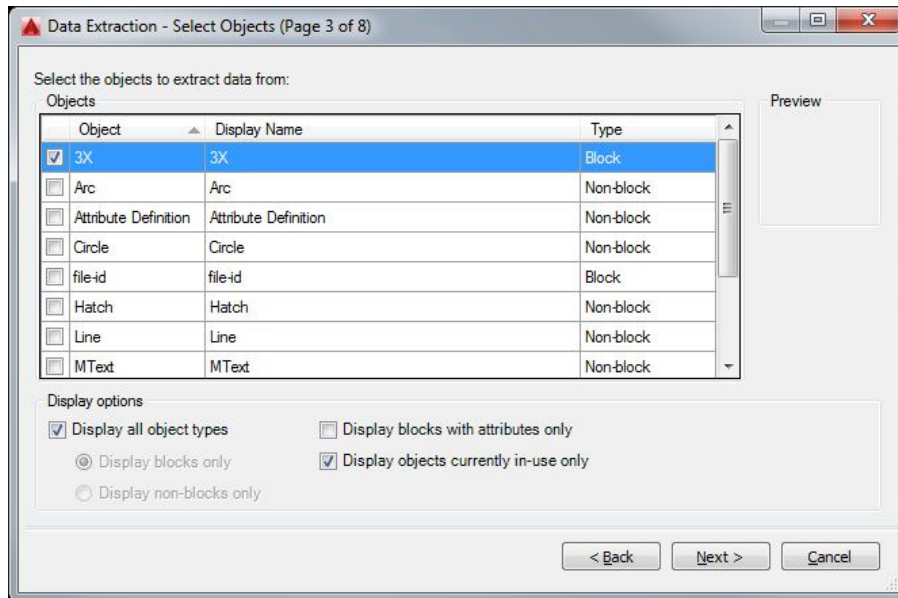 Data Extraction - Select Objects (Page 3 of 8)
Select the objects to extract data from:
Objects
Preview
Object Display Name Type
3X 3X Block
Arc Arc Non-block
Attribute Definition Attribute Definition Non-block
Circle Circle Non-block
file-id file-id Block
Hatch Hatch Non-block
Line Line Non-block
MText MText Non-block
Display options
Display all object types Display blocks with attributes only
Display blocks only Display objects currently in-use only
Display non-blocks only
< Back Next > Cancel